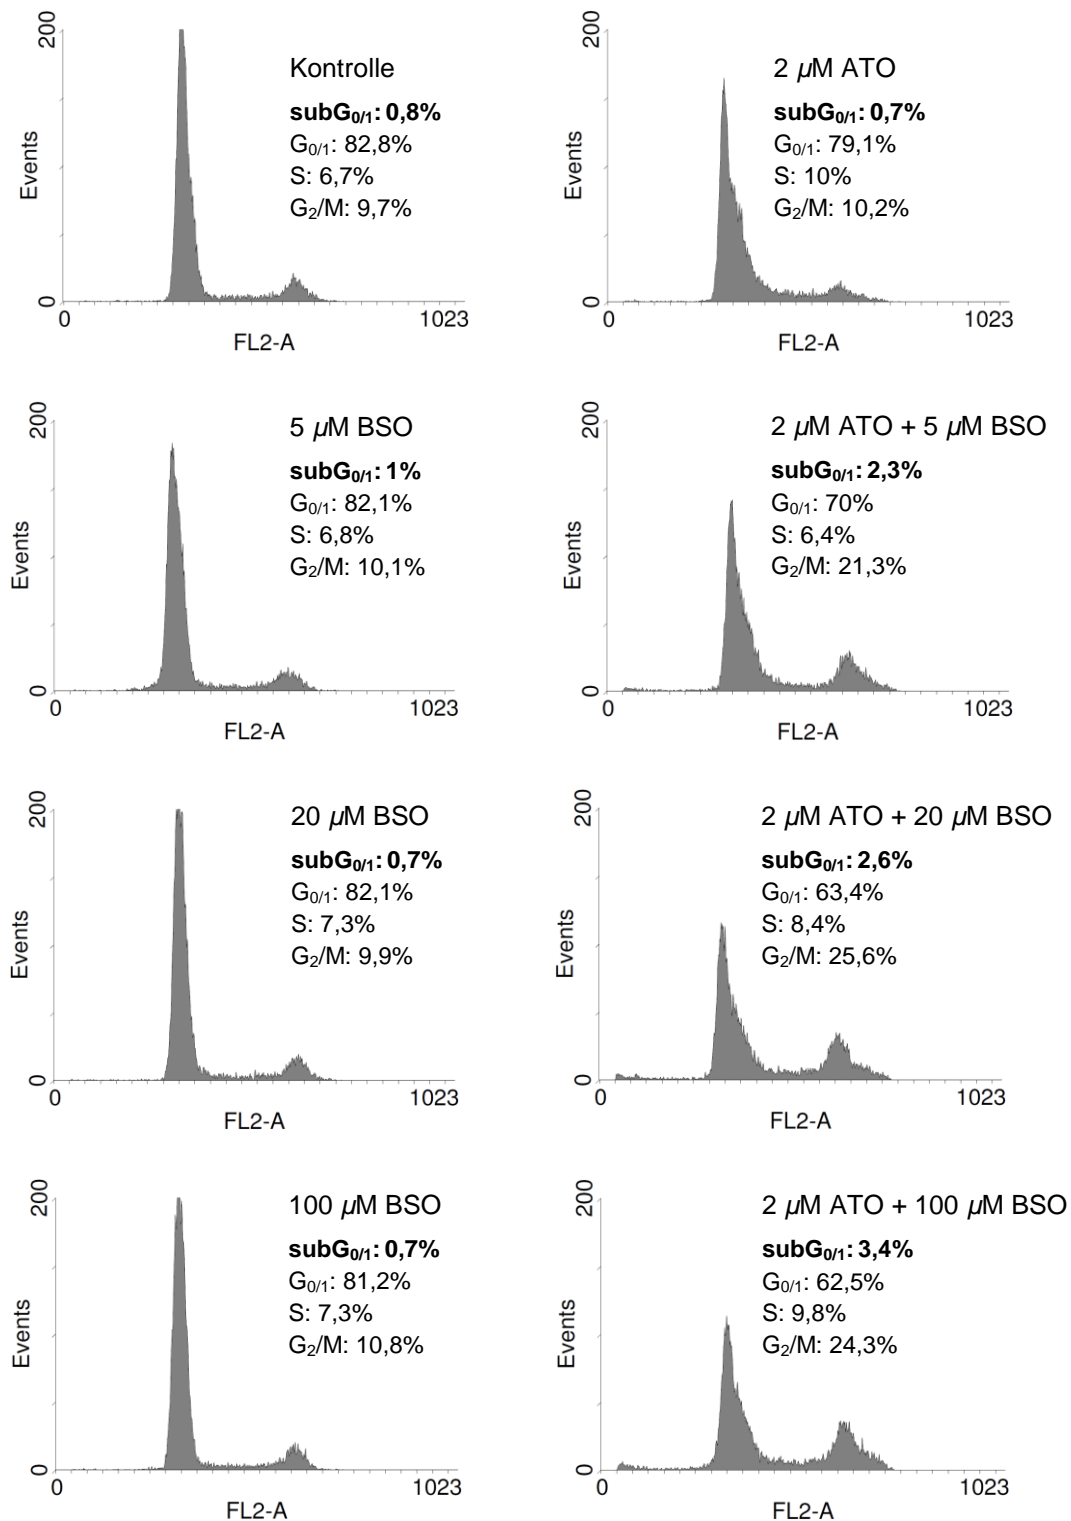 200
Events
0
Kontrolle
subG0/1: 0,8%
G0/1: 82,8%
S: 6,7%
G2/M: 9,7%
0 1023
FL2-A
200
Events
0
2 µM ATO
subG0/1: 0,7%
G0/1: 79,1%
S: 10%
G2/M: 10,2%
0 1023
FL2-A
200
Events
0
5 µM BSO
subG0/1: 1%
G0/1: 82,1%
S: 6,8%
G2/M: 10,1%
0 1023
FL2-A
200
Events
0
2 µM ATO + 5 µM BSO
subG0/1: 2,3%
G0/1: 70%
S: 6,4%
G2/M: 21,3%
0 1023
FL2-A
200
Events
0
20 µM BSO
subG0/1: 0,7%
G0/1: 82,1%
S: 7,3%
G2/M: 9,9%
0 1023
FL2-A
200
Events
0
2 µM ATO + 20 µM BSO
subG0/1: 2,6%
G0/1: 63,4%
S: 8,4%
G2/M: 25,6%
0 1023
FL2-A
200
Events
0
100 µM BSO
subG0/1: 0,7%
G0/1: 81,2%
S: 7,3%
G2/M: 10,8%
0 1023
FL2-A
200
Events
0
2 µM ATO + 100 µM BSO
subG0/1: 3,4%
G0/1: 62,5%
S: 9,8%
G2/M: 24,3%
0 1023
FL2-A